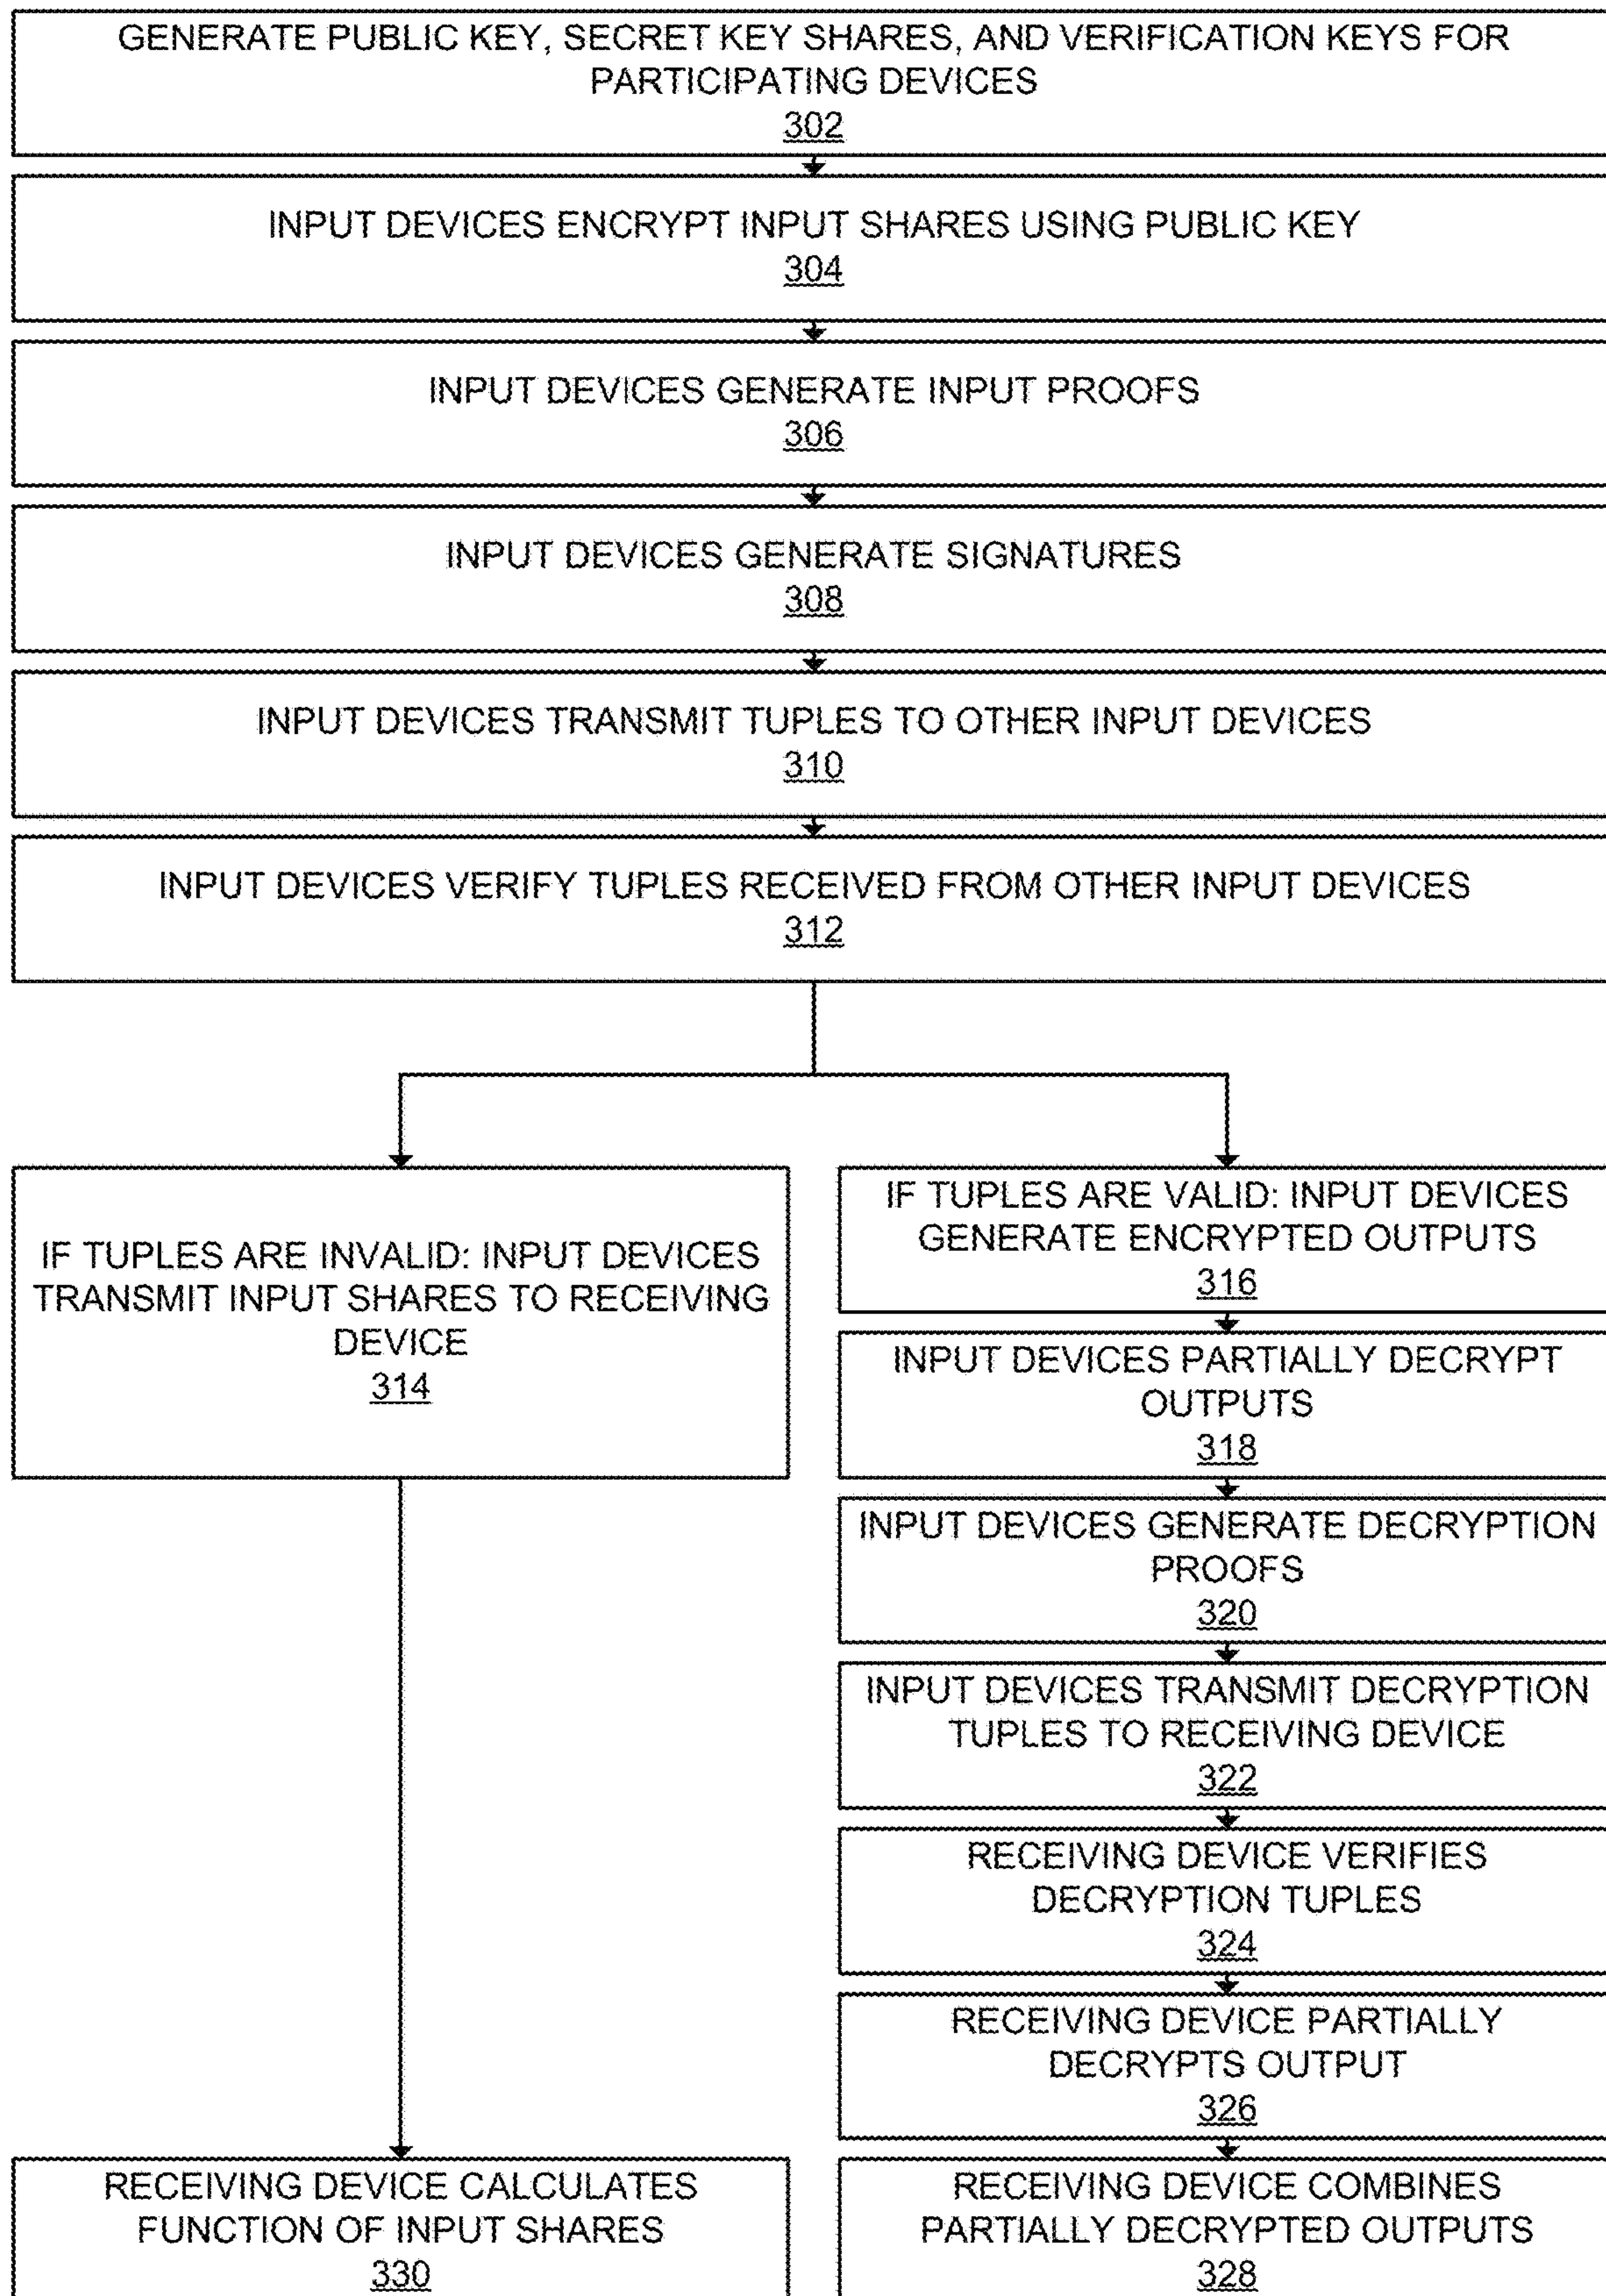 GENERATE PUBLIC KEY, SECRET KEY SHARES, AND VERIFICATION KEYS FOR
PARTICIPATING DEVICES
302
INPUT DEVICES ENCRYPT INPUT SHARES USING PUBLIC KEY
304
INPUT DEVICES GENERATE INPUT PROOFS
306
INPUT DEVICES GENERATE SIGNATURES
308
INPUT DEVICES TRANSMIT TUPLES TO OTHER INPUT DEVICES
310
INPUT DEVICES VERIFY TUPLES RECEIVED FROM OTHER INPUT DEVICES
312
IF TUPLES ARE INVALID: INPUT DEVICES
TRANSMIT INPUT SHARES TO RECEIVING
DEVICE
314
IF TUPLES ARE VALID: INPUT DEVICES
GENERATE ENCRYPTED OUTPUTS
316
INPUT DEVICES PARTIALLY DECRYPT
OUTPUTS
318
INPUT DEVICES GENERATE DECRYPTION
PROOFS
320
INPUT DEVICES TRANSMIT DECRYPTION
TUPLES TO RECEIVING DEVICE
322
RECEIVING DEVICE VERIFIES
DECRYPTION TUPLES
324
RECEIVING DEVICE PARTIALLY
DECRYPTS OUTPUT
326
RECEIVING DEVICE CALCULATES
FUNCTION OF INPUT SHARES
330
RECEIVING DEVICE COMBINES
PARTIALLY DECRYPTED OUTPUTS
328